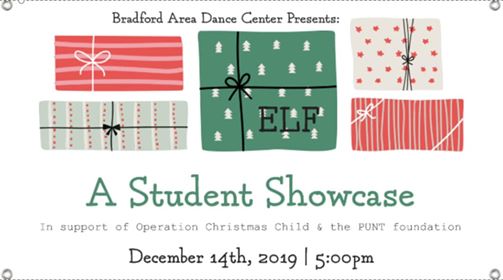 Bradford Area Dance Center Presents:
ELF
A Student Showcase
In support of Operation Christmas Child & the PUNT foundation
December 14th, 2019 | 5:00pm